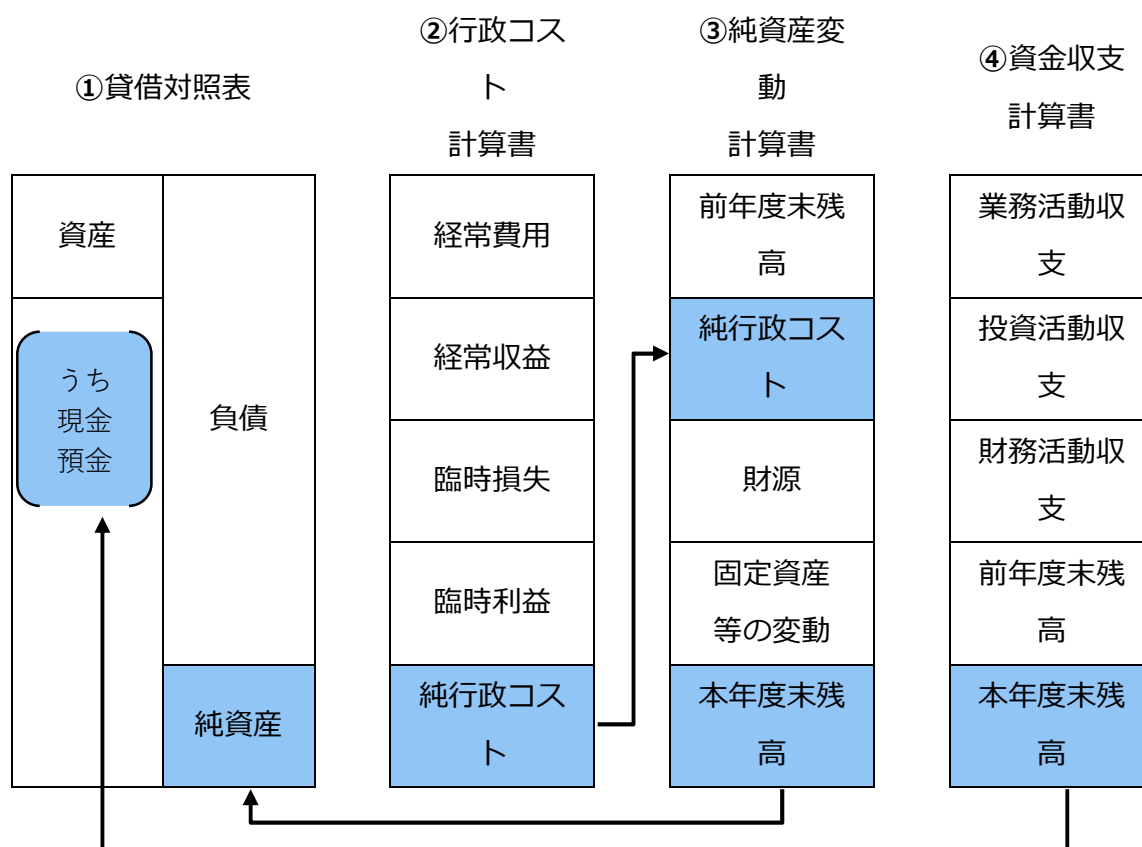 ①貸借対照表
資産
うち
現金
預金
負債
純資産
②行政コス
ト
計算書
経常費用
経常収益
臨時損失
臨時利益
純行政コス
ト
③純資産変
動
計算書
前年度末残
高
純行政コス
ト
財源
固定資産
等の変動
本年度末残
高
④資金収支
計算書
業務活動収
支
投資活動収
支
財務活動収
支
前年度末残
高
本年度末残
高